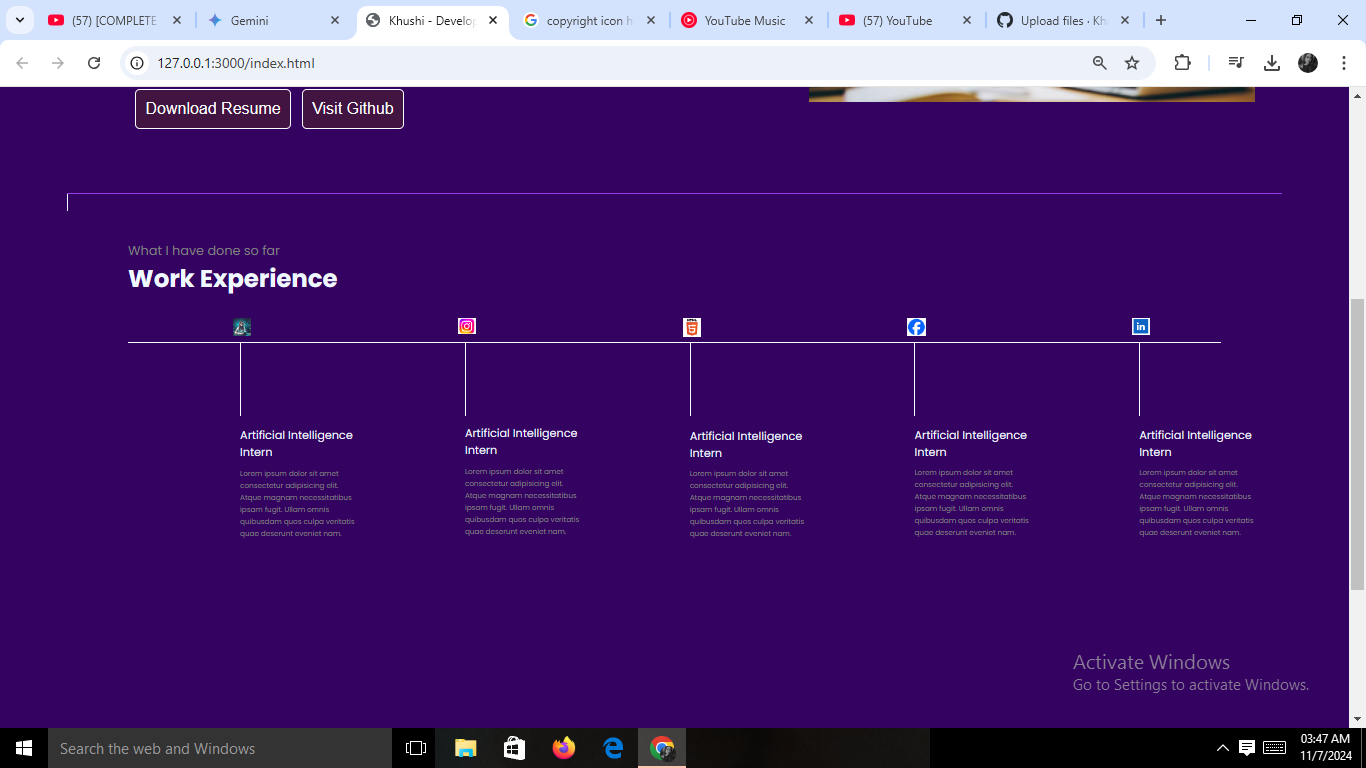 (57) [COMPLETE
Gemini
Khushi - Develop
copyright icon h
YouTube Music
(57) YouTube
Upload files · Kh
127.0.0.1:3000/index.html
Download Resume
Visit Github
What I have done so far
Work Experience
Artificial Intelligence
Intern
Lorem ipsum dolor sit amet
consectetur adipisicing elit.
Atque magnam necessitatibus
ipsam fugit. Ullam omnis
quibusdam quos culpa veritatis
quae deserunt eveniet nam.
Artificial Intelligence
Intern
Lorem ipsum dolor sit amet
consectetur adipisicing elit.
Atque magnam necessitatibus
ipsam fugit. Ullam omnis
quibusdam quos culpa veritatis
quae deserunt eveniet nam.
Artificial Intelligence
Intern
Lorem ipsum dolor sit amet
consectetur adipisicing elit.
Atque magnam necessitatibus
ipsam fugit. Ullam omnis
quibusdam quos culpa veritatis
quae deserunt eveniet nam.
Artificial Intelligence
Intern
Lorem ipsum dolor sit amet
consectetur adipisicing elit.
Atque magnam necessitatibus
ipsam fugit. Ullam omnis
quibusdam quos culpa veritatis
quae deserunt eveniet nam.
Artificial Intelligence
Intern
Lorem ipsum dolor sit amet
consectetur adipisicing elit.
Atque magnam necessitatibus
ipsam fugit. Ullam omnis
quibusdam quos culpa veritatis
quae deserunt eveniet nam.
Activate Windows
Go to Settings to activate Windows.
Search the web and Windows
03:47 AM
11/7/2024